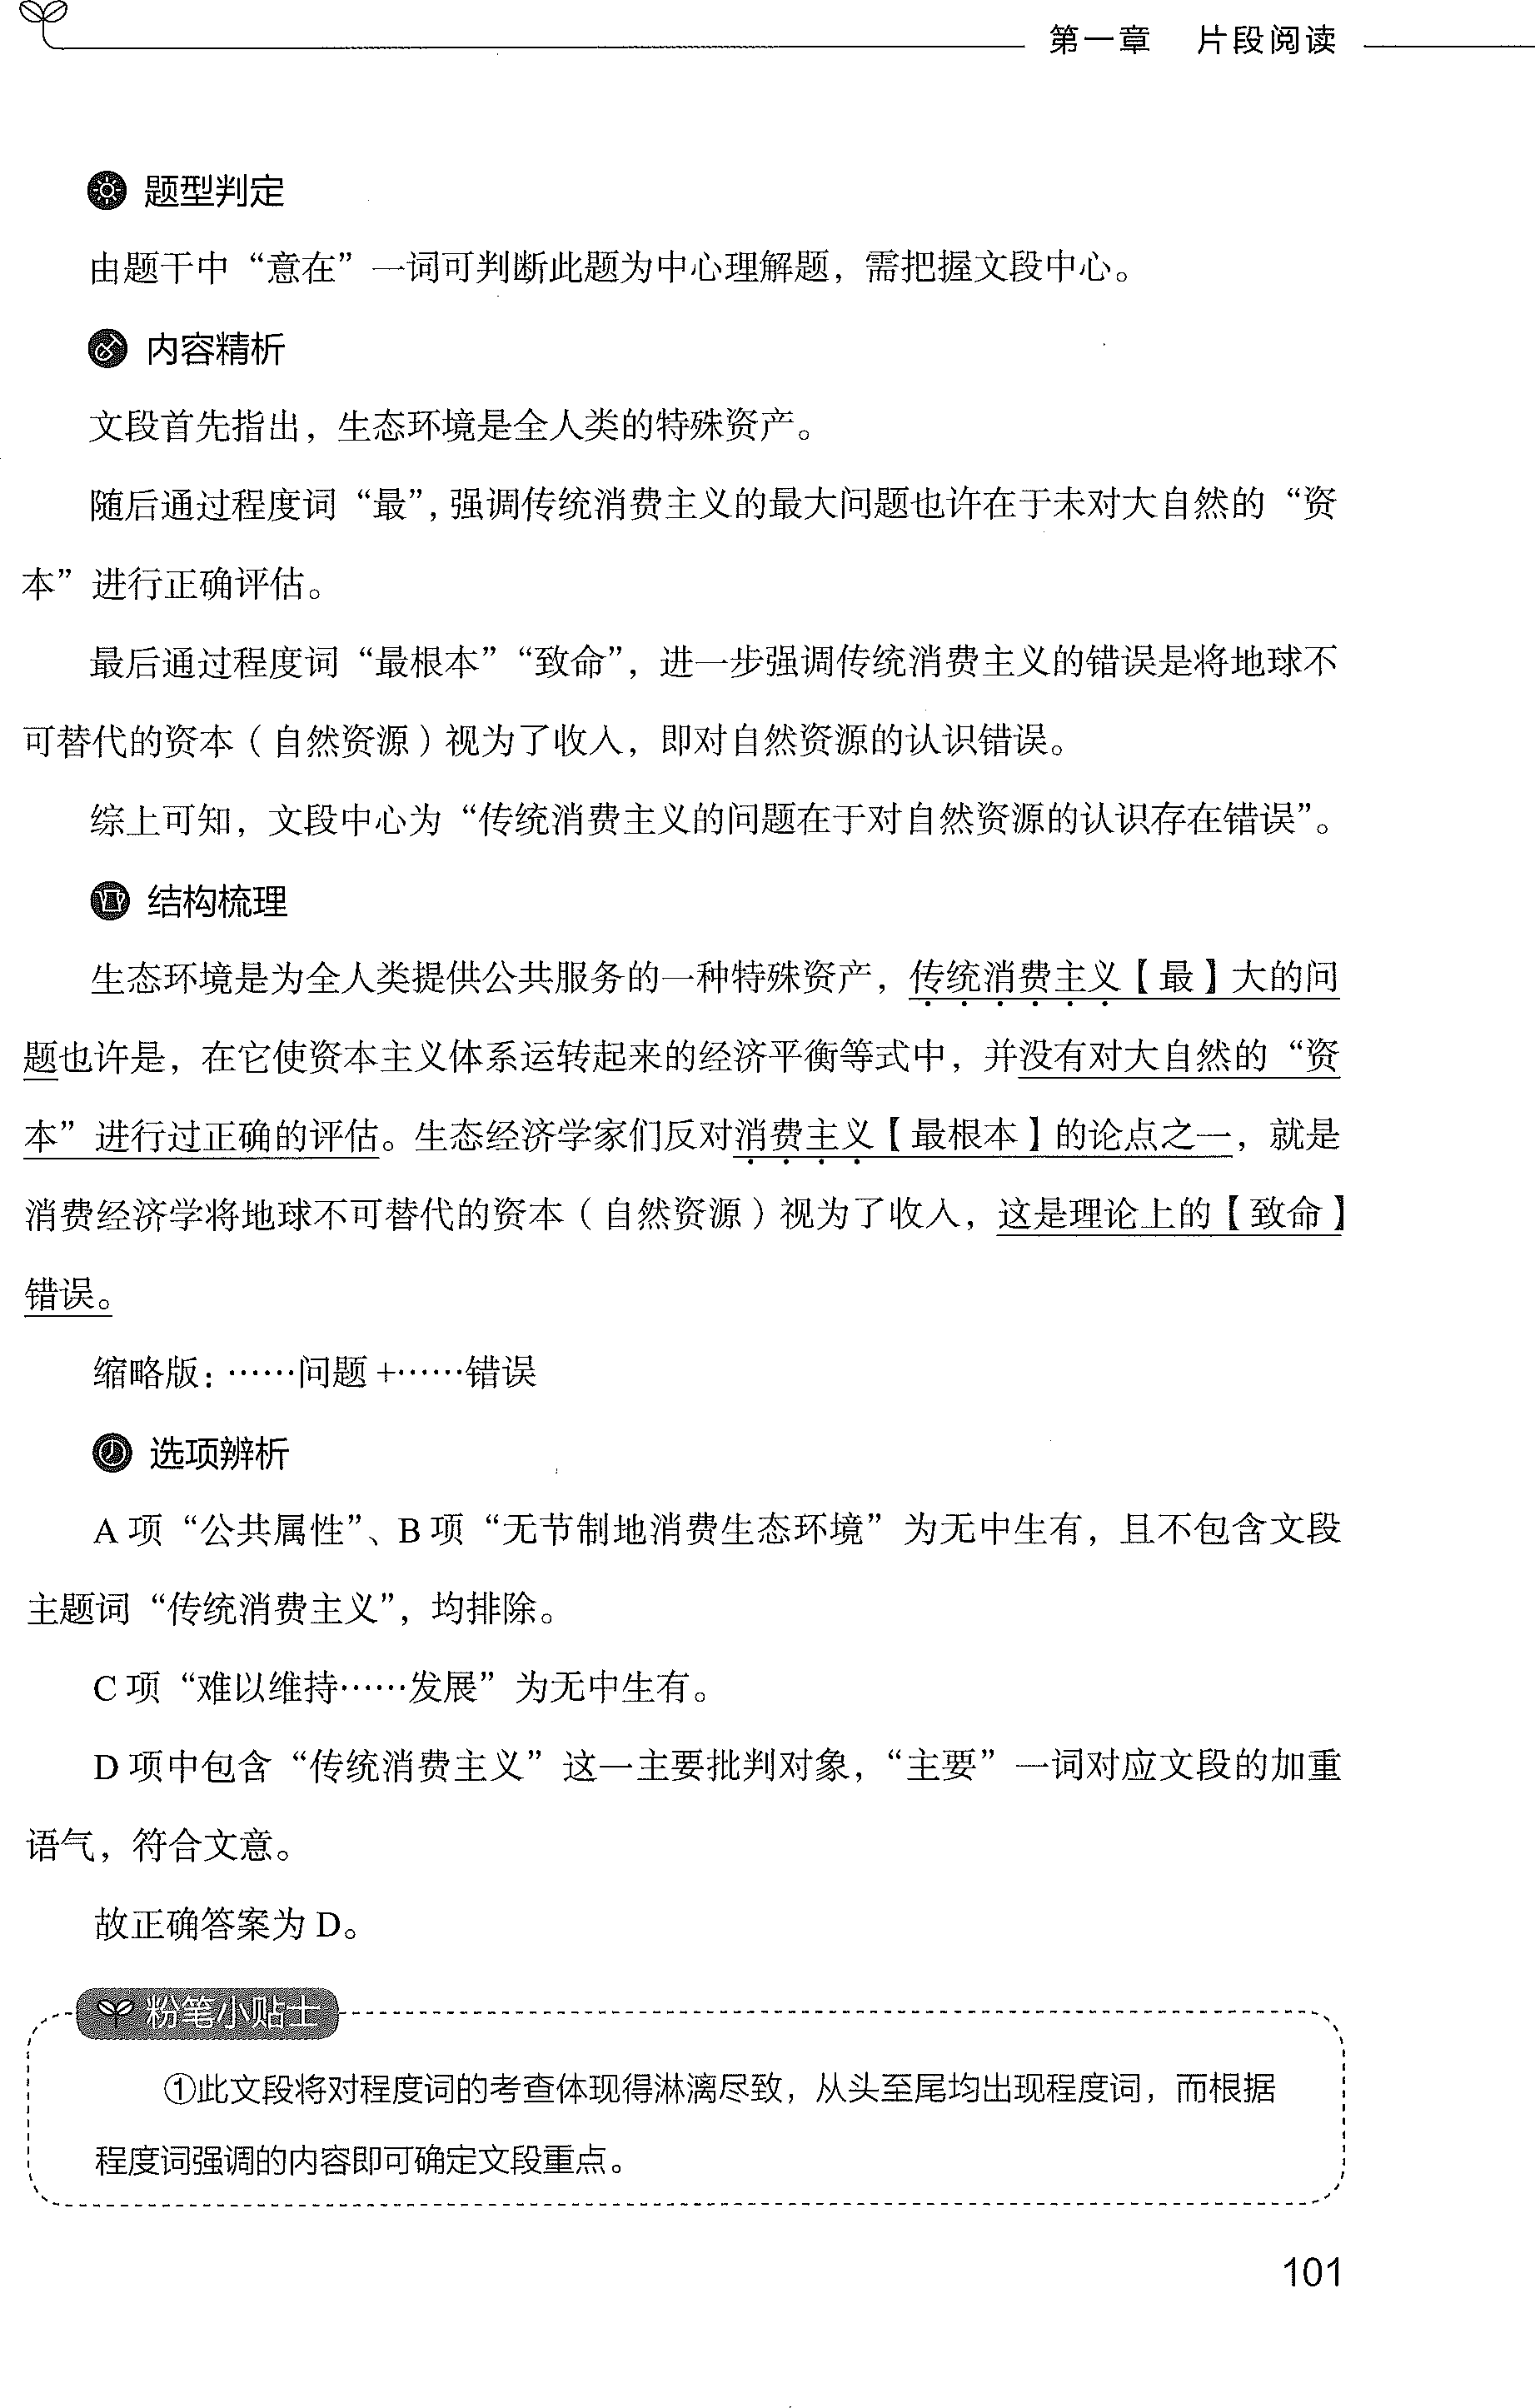 第一章 片段阅读
题型判定
由题干中“意在”一词可判断此题为中心理解题，需把握文段中心。
内容精析
文段首先指出，生态环境是全人类的特殊资产。
随后通过程度词“最”，强调传统消费主义的最大问题也许在于未对大自然的“资
本”进行正确评估。
最后通过程度词“最根本”“致命”，进一步强调传统消费主义的错误是将地球不
可替代的资本（自然资源）视为了收入，即对自然资源的认识错误。
综上可知，文段中心为“传统消费主义的问题在于对自然资源的认识存在错误”。
结构梳理
生态环境是为全人类提供公共服务的一种特殊资产，传统消费主义【最】大的问
题也许是，在它使资本主义体系运转起来的经济平衡等式中，并没有对大自然的“资
本”进行过正确的评估。生态经济学家们反对消费主义【最根本】的论点之一，就是
消费经济学将地球不可替代的资本（自然资源）视为了收入，这是理论上的【致命】
错误。
缩略版：……问题+……错误
选项辨析
A 项“公共属性”、B 项“无节制地消费生态环境”为无中生有，且不包含文段
主题词“传统消费主义”，均排除。
C 项“难以维持……发展”为无中生有。
D 项中包含“传统消费主义”这一主要批判对象，“主要”一词对应文段的加重
语气，符合文意。
故正确答案为 D。
粉笔小贴士
①此文段将对程度词的考查体现得淋漓尽致，从头至尾均出现程度词，而根据
程度词强调的内容即可确定文段重点。
101